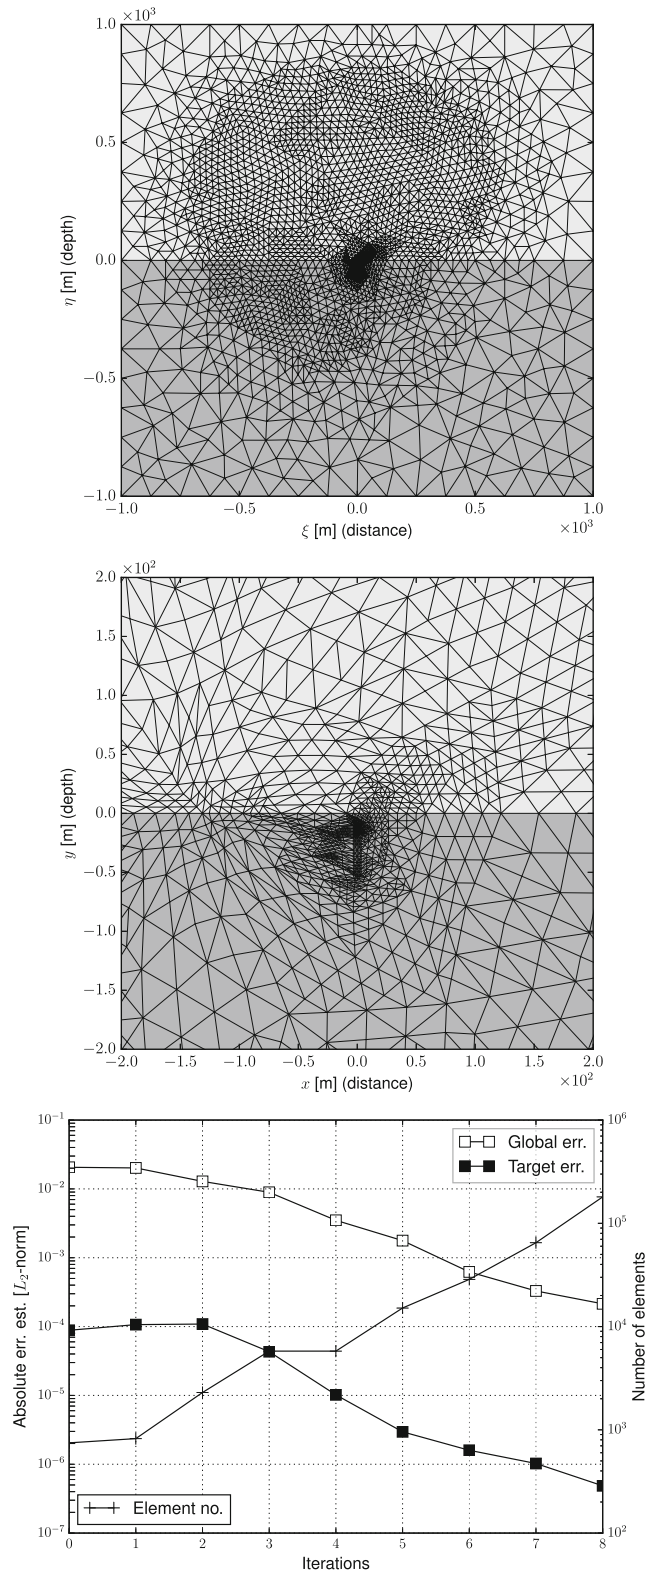 ×10³
1.0
0.5
0.0
−0.5
−1.0
η [m] (depth)
-1.0 −0.5 0.0 0.5 1.0
×10³
ξ [m] (distance)
×10²
2.0
1.5
1.0
0.5
0.0
−0.5
−1.0
−1.5
−2.0
y [m] (depth)
-2.0 −1.5 −1.0 −0.5 0.0 0.5 1.0 1.5 2.0
×10²
x [m] (distance)
10⁻¹
10⁻²
10⁻³
10⁻⁴
10⁻⁵
10⁻⁶
10⁻⁷
Absolute err. est. [L₂-norm]
Global err.
Target err.
Element no.
10⁶
10⁵
10⁴
10³
10²
Number of elements
0 1 2 3 4 5 6 7 8
Iterations